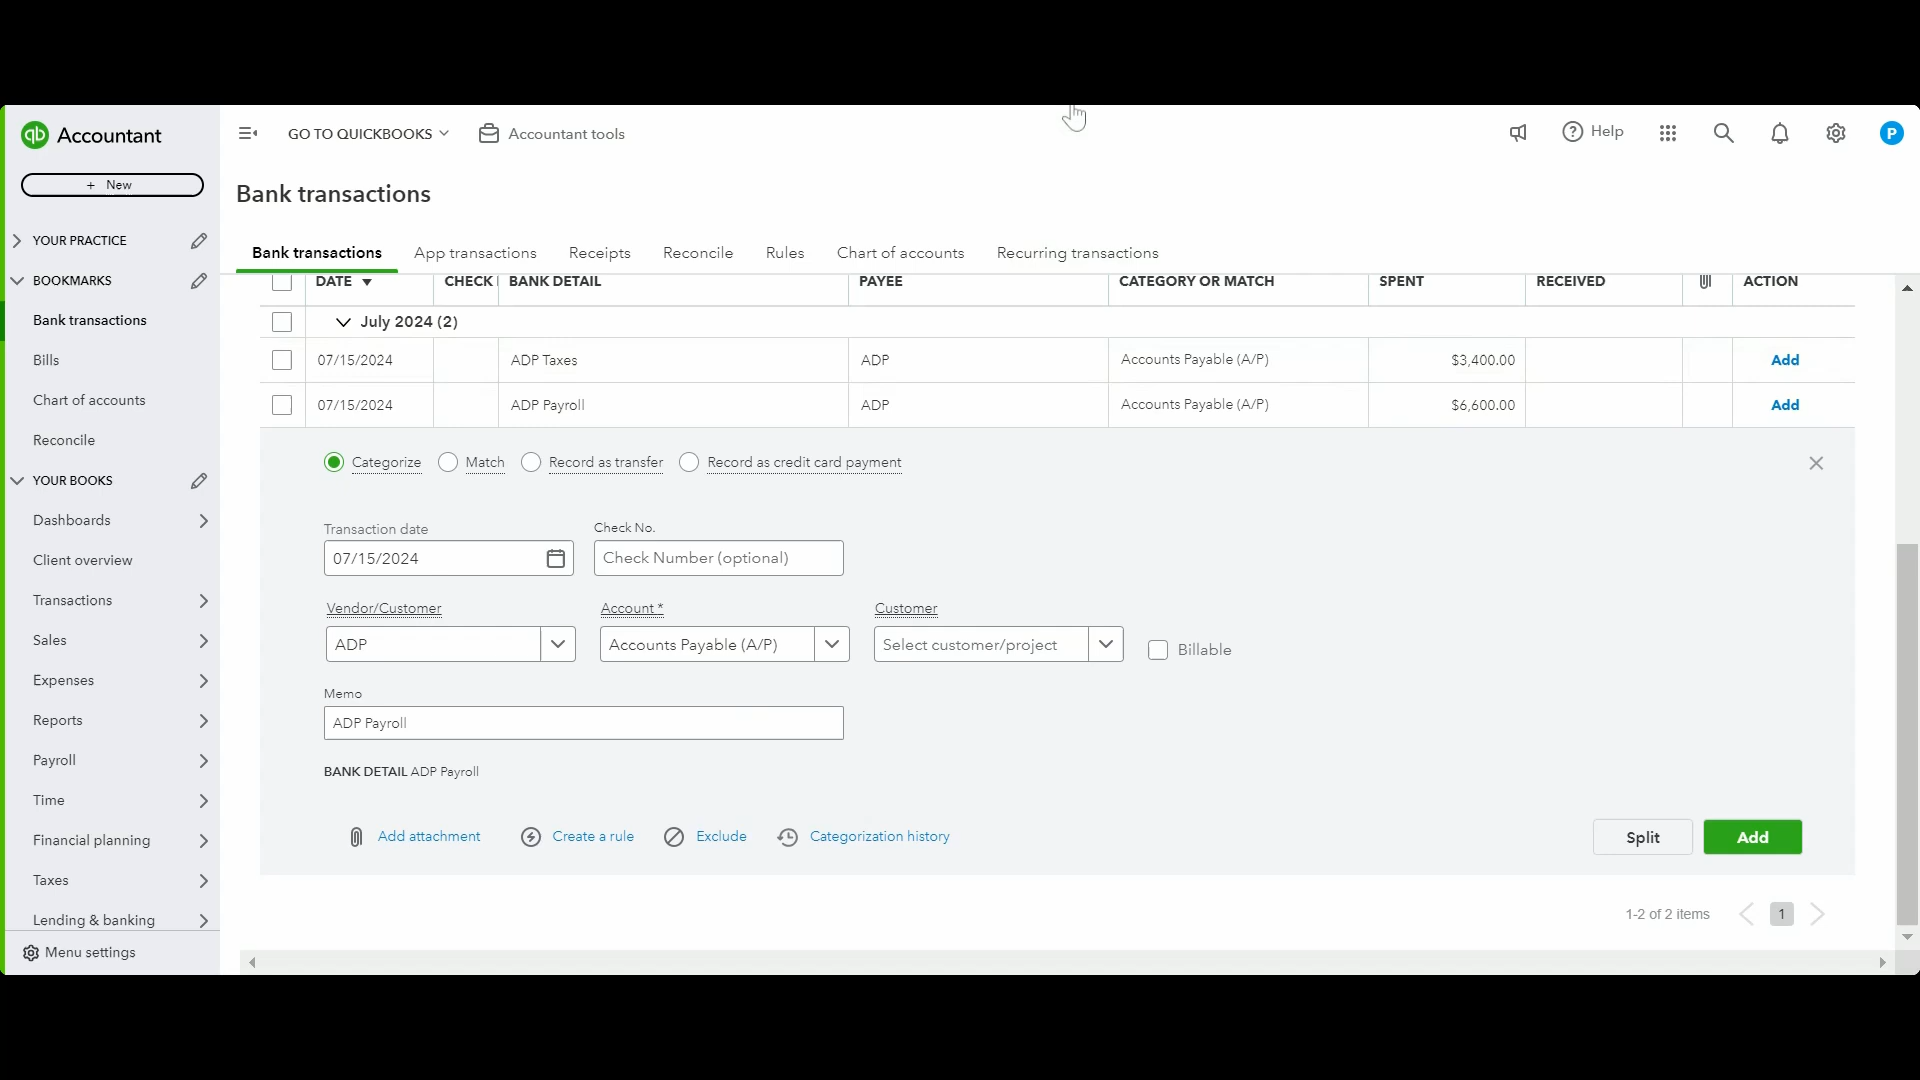 qb Accountant
GO TO QUICKBOOKS
Accountant tools
Help
P
+ New
Bank transactions
YOUR PRACTICE
BOOKMARKS
Bank transactions
Bills
Chart of accounts
Reconcile
YOUR BOOKS
Dashboards
Client overview
Transactions
Sales
Expenses
Reports
Payroll
Time
Financial planning
Taxes
Lending & banking
Menu settings
Bank transactions App transactions Receipts Reconcile Rules Chart of accounts Recurring transactions
DATE CHECK BANK DETAIL PAYEE CATEGORY OR MATCH SPENT RECEIVED ACTION
July 2024 (2)
07/15/2024 ADP Taxes ADP Accounts Payable (A/P) $3,400.00 Add
07/15/2024 ADP Payroll ADP Accounts Payable (A/P) $6,600.00 Add
Categorize Match Record as transfer Record as credit card payment
Transaction date Check No.
07/15/2024 Check Number (optional)
Vendor/Customer Account * Customer
ADP Accounts Payable (A/P) Select customer/project Billable
Memo
ADP Payroll
BANK DETAIL ADP Payroll
Add attachment Create a rule Exclude Categorization history Split Add
1-2 of 2 items 1